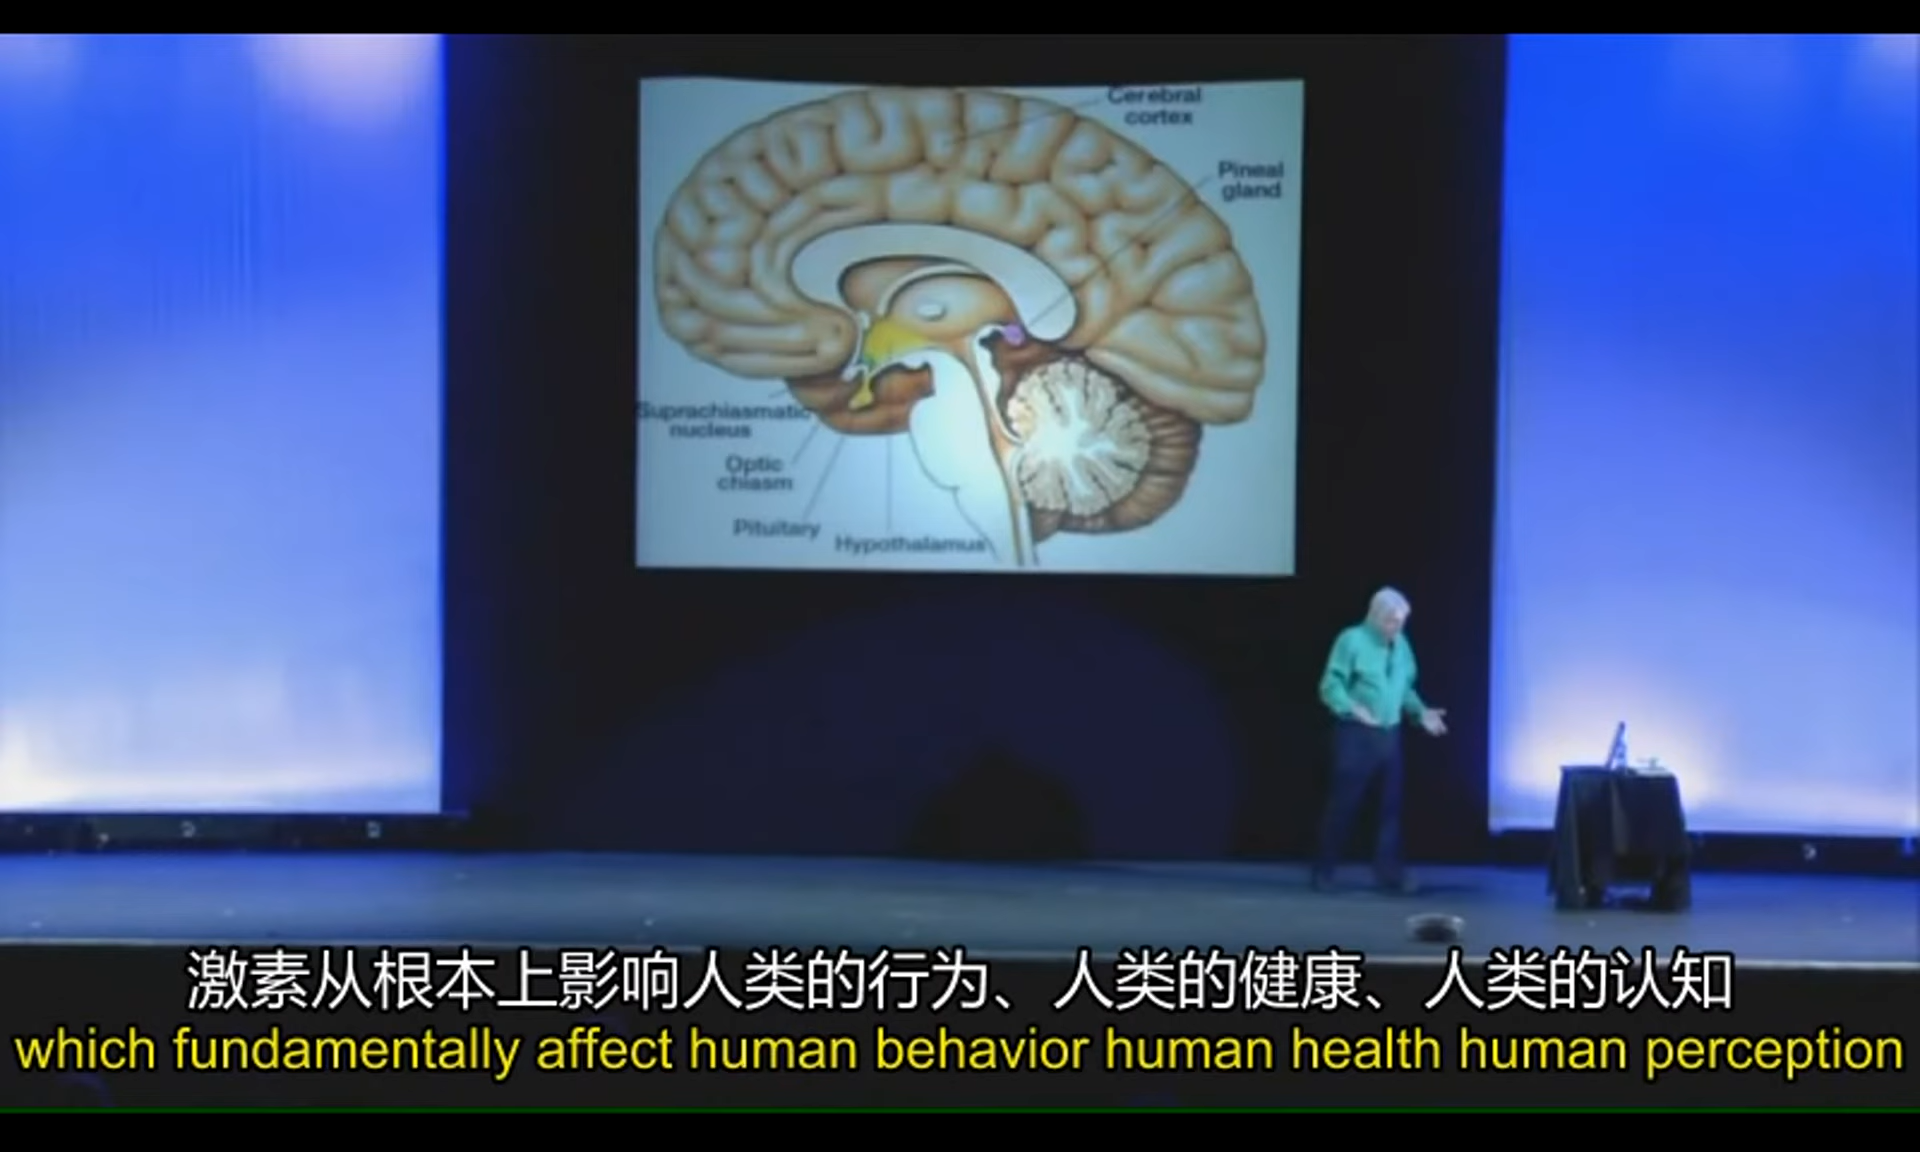 Cerebral
cortex
Pineal
gland
Suprachiasmatic
nucleus
Optic
chiasm
Pituitary
Hypothalamus
激素从根本上影响人类的行为、人类的健康、人类的认知
which fundamentally affect human behavior human health human perception